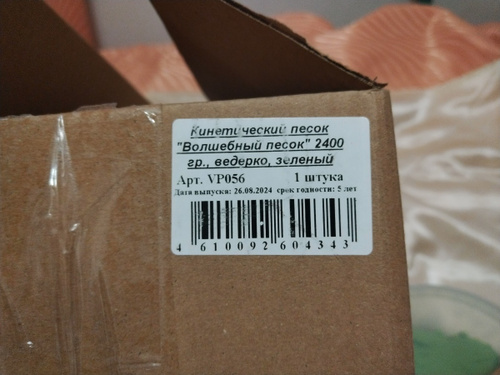 Кинетический песок
"Волшебный песок" 2400
гр., ведерко, зеленый
Арт. VP056 1 штука
Дата выпуска: 26.08.2024 срок годности: 5 лет
4 610092 604343